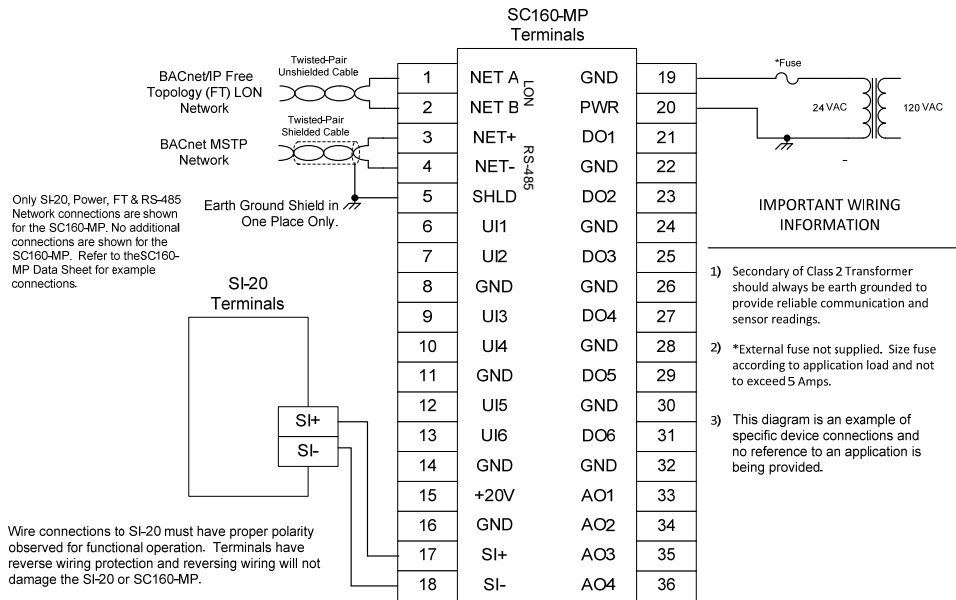 SC160-MP
Terminals
BACnet/IP Free
Topology (FT) LON
Network
Twisted-Pair
Unshielded Cable
BACnet MSTP
Network
Twisted-Pair
Shielded Cable
Earth Ground Shield in
One Place Only.
Only SI-20, Power, FT & RS-485
Network connections are shown
for the SC160-MP. No additional
connections are shown for the
SC160-MP. Refer to theSC160-
MP Data Sheet for example
connections.
SI-20
Terminals
SI+
SI-
Wire connections to SI-20 must have proper polarity
observed for functional operation. Terminals have
reverse wiring protection and reversing wiring will not
damage the SI-20 or SC160-MP.
1 NET A GND 19
2 NET B PWR 20
LON
3 NET+ DO1 21
4 NET- GND 22
RS-485
5 SHLD DO2 23
6 UI1 GND 24
7 UI2 DO3 25
8 GND GND 26
9 UI3 DO4 27
10 UI4 GND 28
11 GND DO5 29
12 UI5 GND 30
13 UI6 DO6 31
14 GND GND 32
15 +20V AO1 33
16 GND AO2 34
17 SI+ AO3 35
18 SI- AO4 36
*Fuse
24 VAC
120 VAC
-
IMPORTANT WIRING
INFORMATION
1) Secondary of Class 2 Transformer
should always be earth grounded to
provide reliable communication and
sensor readings.
2) *External fuse not supplied. Size fuse
according to application load and not
to exceed 5 Amps.
3) This diagram is an example of
specific device connections and
no reference to an application is
being provided.